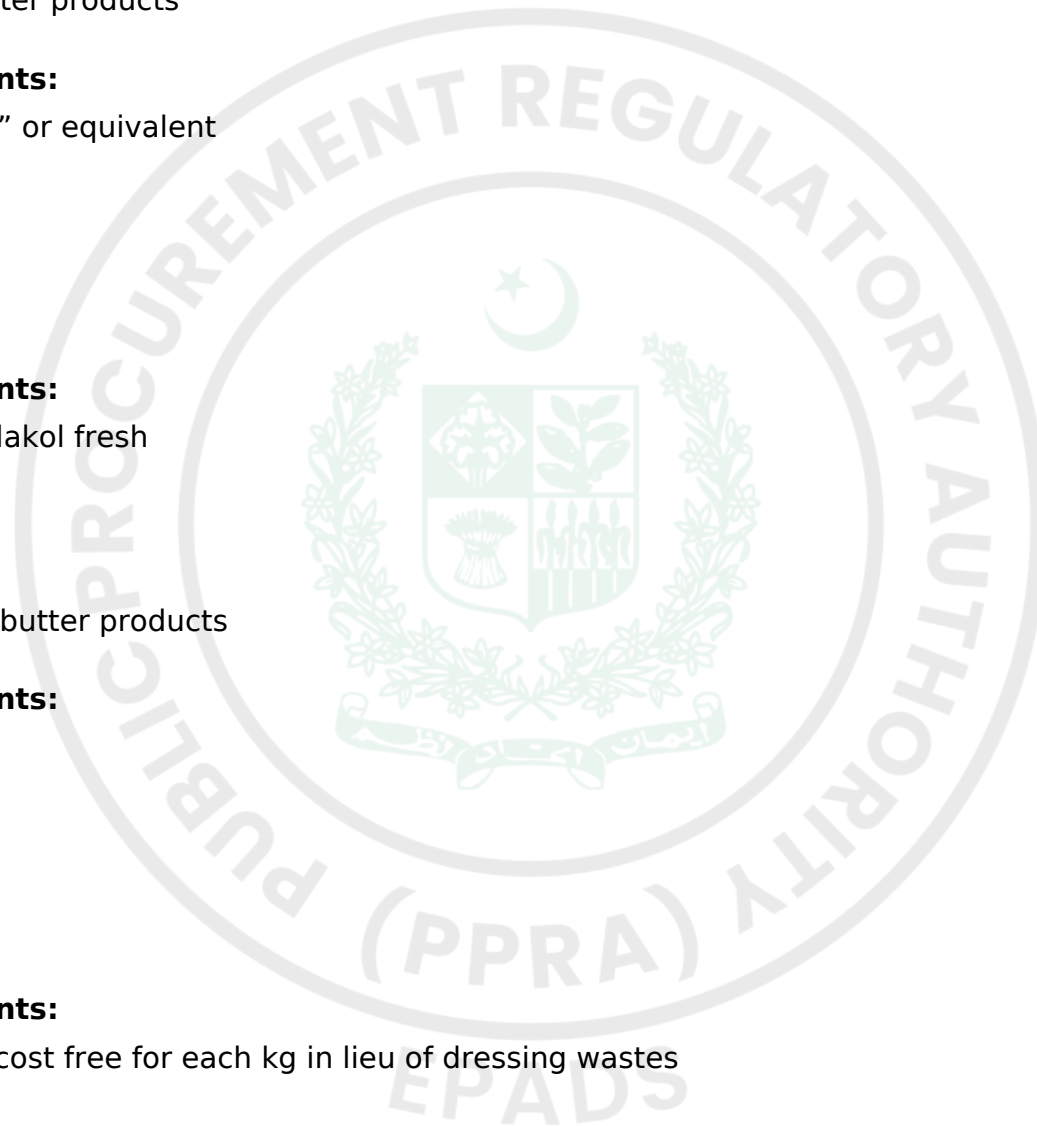 ter products
nts:
” or equivalent
nts:
lakol fresh
butter products
nts:
nts:
cost free for each kg in lieu of dressing wastes
PUBLIC PROCUREMENT REGULATORY AUTHORITY
(PPRA)
EPADS